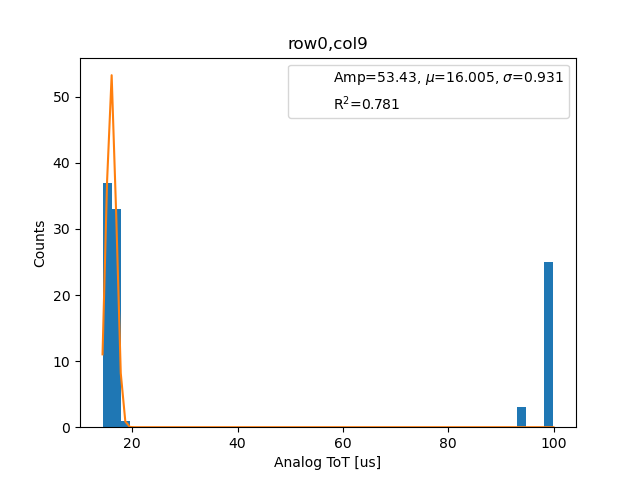 row0,col9
Amp=53.43, μ=16.005, σ=0.931
R²=0.781
50
40
30
20
10
0
Counts
20 40 60 80 100
Analog ToT [us]